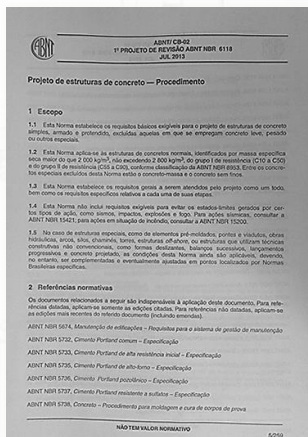 ABNT
ABNT/ CB-02
1º PROJETO DE REVISÃO ABNT NBR 6118
JUL 2013
Projeto de estruturas de concreto — Procedimento
1 Escopo
1.1 Esta Norma estabelece os requisitos básicos exigíveis para o projeto de estruturas de concreto
simples, armado e protendido, excluídas aquelas em que se empregam concreto leve, pesado
ou outros especiais.
1.2 Esta Norma aplica-se às estruturas de concretos normais, identificados por massa específica
seca maior do que 2 000 kg/m³, não excedendo 2 800 kg/m³, do grupo I de resistência (C10 a C50)
e do grupo II de resistência (C55 a C90), conforme classificação da ABNT NBR 8953. Entre os concre-
tos especiais excluídos desta Norma estão o concreto-massa e o concreto sem finos.
1.3 Esta Norma estabelece os requisitos gerais a serem atendidos pelo projeto como um todo,
bem como os requisitos específicos relativos a cada uma de suas etapas.
1.4 Esta Norma não inclui requisitos exigíveis para evitar os estados-limites gerados por cer-
tos tipos de ação, como sismos, impactos, explosões e fogo. Para ações sísmicas, consultar a
ABNT NBR 15421; para ações em situação de incêndio, consultar a ABNT NBR 15200.
1.5 No caso de estruturas especiais, como de elementos pré-moldados, pontes e viadutos, obras
hidráulicas, arcos, silos, chaminés, torres, estruturas off-shore, ou estruturas que utilizam técnicas
construtivas não convencionais, como formas deslizantes, balanços sucessivos, lançamentos
progressivos e concreto projetado, as condições desta Norma ainda são aplicáveis, devendo,
no entanto, ser complementadas e eventualmente ajustadas em pontos localizados por Normas
Brasileiras específicas.
2 Referências normativas
Os documentos relacionados a seguir são indispensáveis à aplicação deste documento. Para refe-
rências datadas, aplicam-se somente as edições citadas. Para referências não datadas, aplicam-se
as edições mais recentes do referido documento (incluindo emendas).
ABNT NBR 5674, Manutenção de edificações – Requisitos para o sistema de gestão de manutenção
ABNT NBR 5732, Cimento Portland comum – Especificação
ABNT NBR 5733, Cimento Portland de alta resistência inicial – Especificação
ABNT NBR 5735, Cimento Portland de alto-forno – Especificação
ABNT NBR 5736, Cimento Portland pozolânico – Especificação
ABNT NBR 5737, Cimento Portland resistente a sulfatos – Especificação
ABNT NBR 5738, Concreto – Procedimento para moldagem e cura de corpos de prova
NÃO TEM VALOR NORMATIVO
5/259